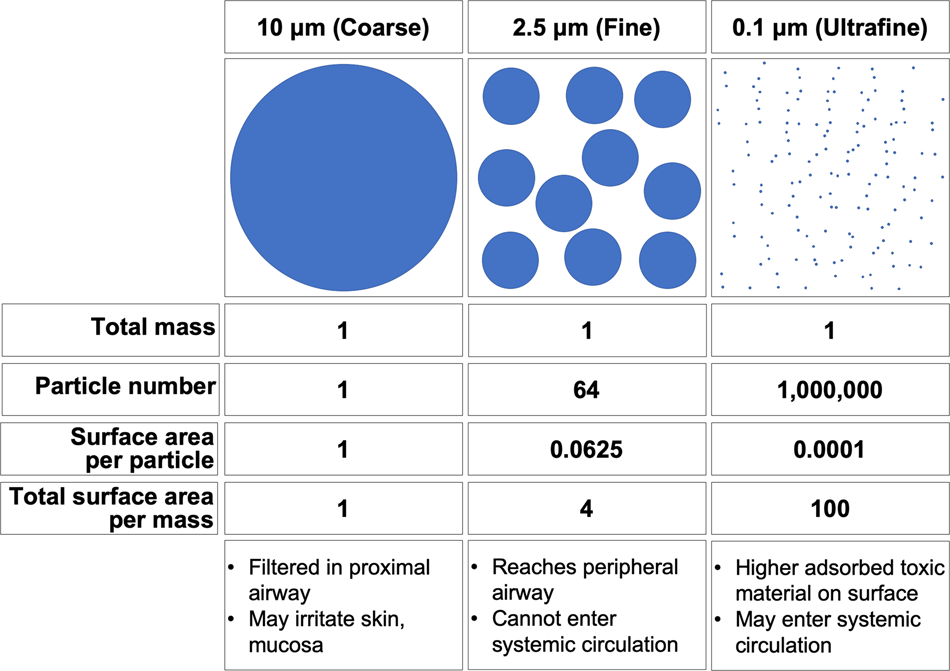 10 μm (Coarse)
2.5 μm (Fine)
0.1 μm (Ultrafine)
Total mass
1
1
1
Particle number
1
64
1,000,000
Surface area
per particle
1
0.0625
0.0001
Total surface area
per mass
1
4
100
• Filtered in proximal
airway
• May irritate skin,
mucosa
• Reaches peripheral
airway
• Cannot enter
systemic circulation
• Higher adsorbed toxic
material on surface
• May enter systemic
circulation